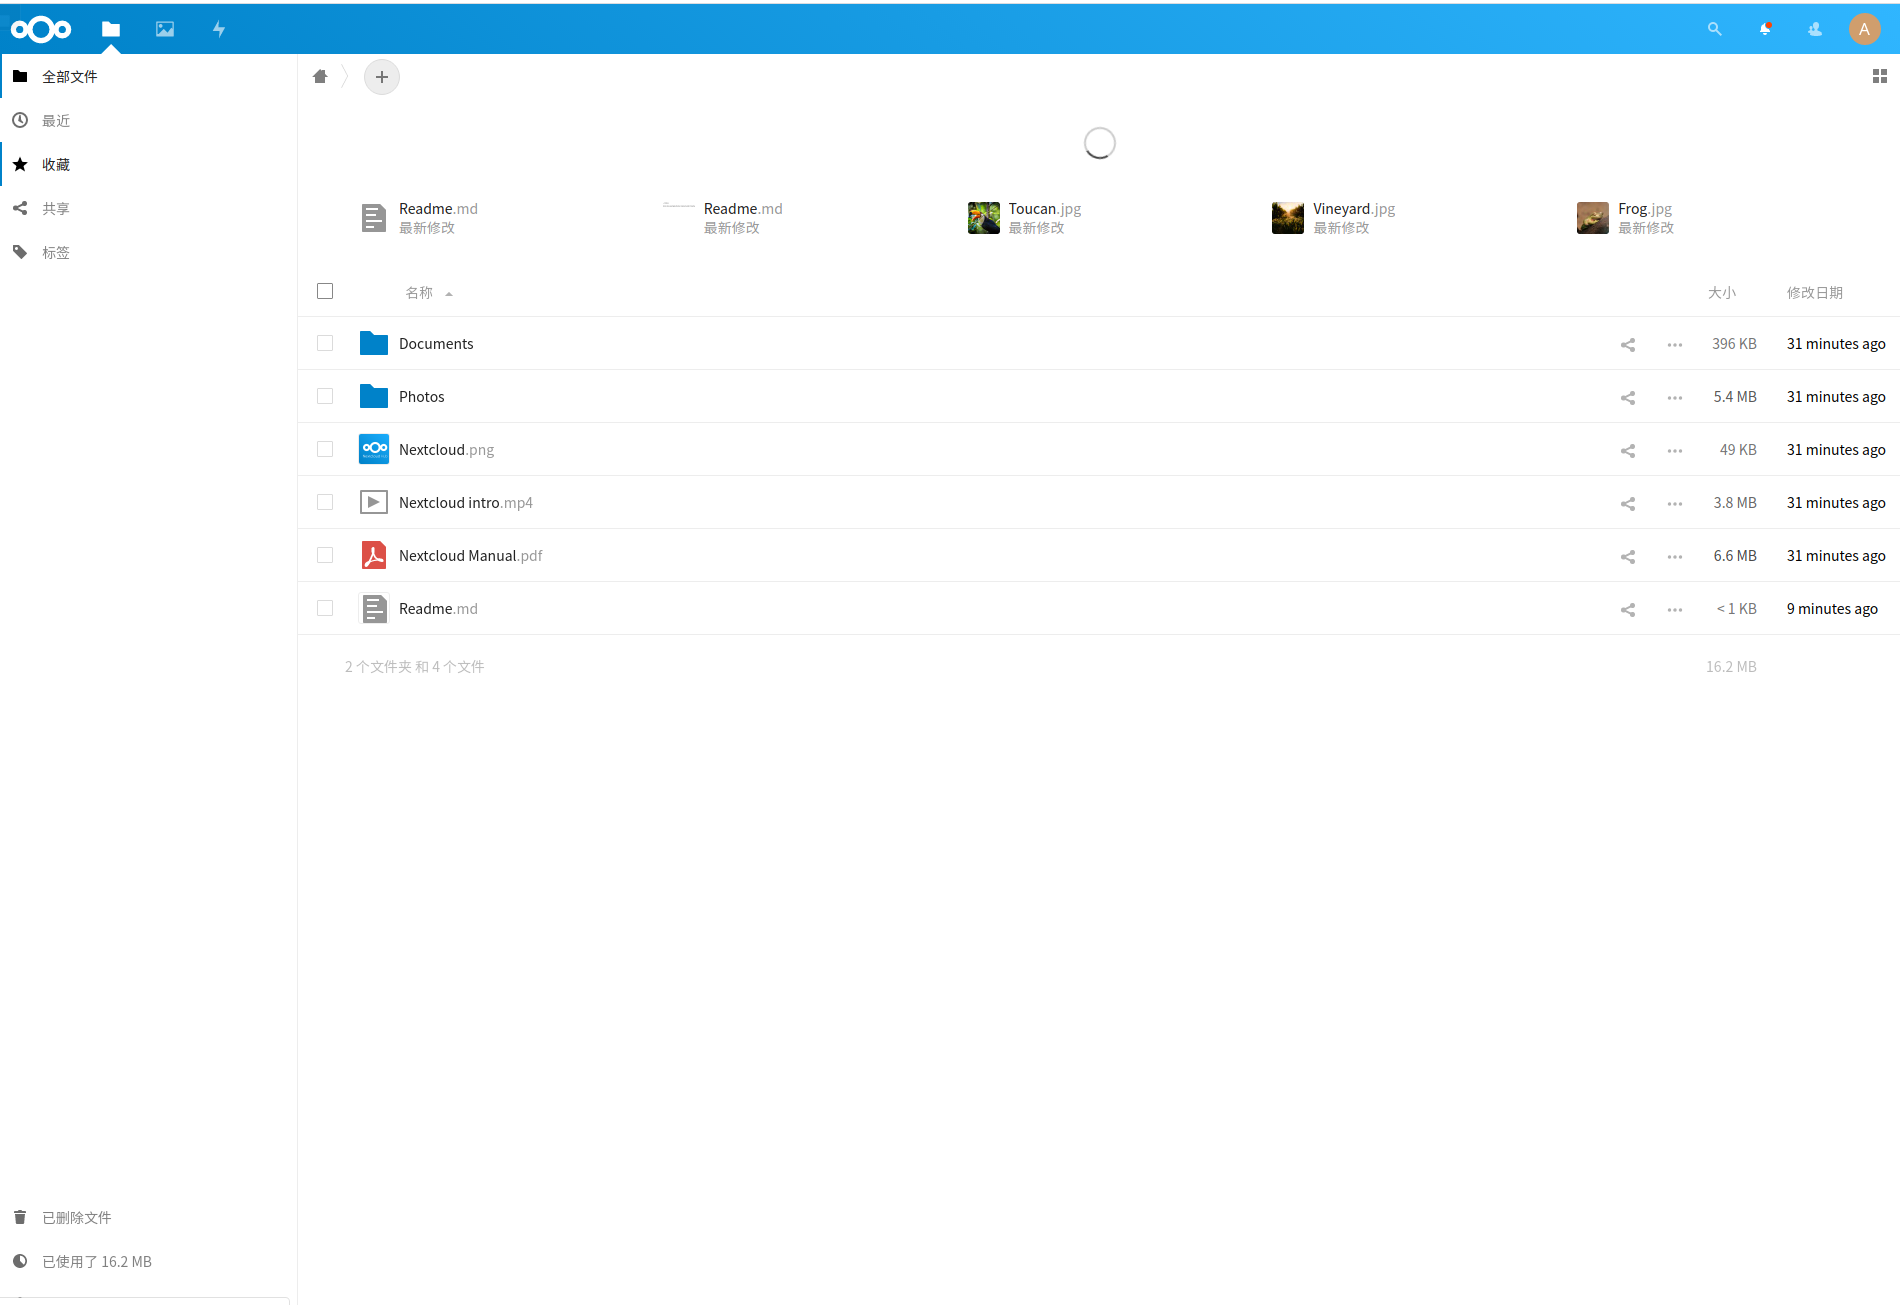 A
全部文件
最近
收藏
共享
标签
Readme.md
最新修改
Readme.md
最新修改
Toucan.jpg
最新修改
Vineyard.jpg
最新修改
Frog.jpg
最新修改
名称 大小 修改日期
Documents 396 KB 31 minutes ago
Photos 5.4 MB 31 minutes ago
Nextcloud.png 49 KB 31 minutes ago
Nextcloud intro.mp4 3.8 MB 31 minutes ago
Nextcloud Manual.pdf 6.6 MB 31 minutes ago
Readme.md < 1 KB 9 minutes ago
2 个文件夹 和 4 个文件 16.2 MB
已删除文件
已使用了 16.2 MB